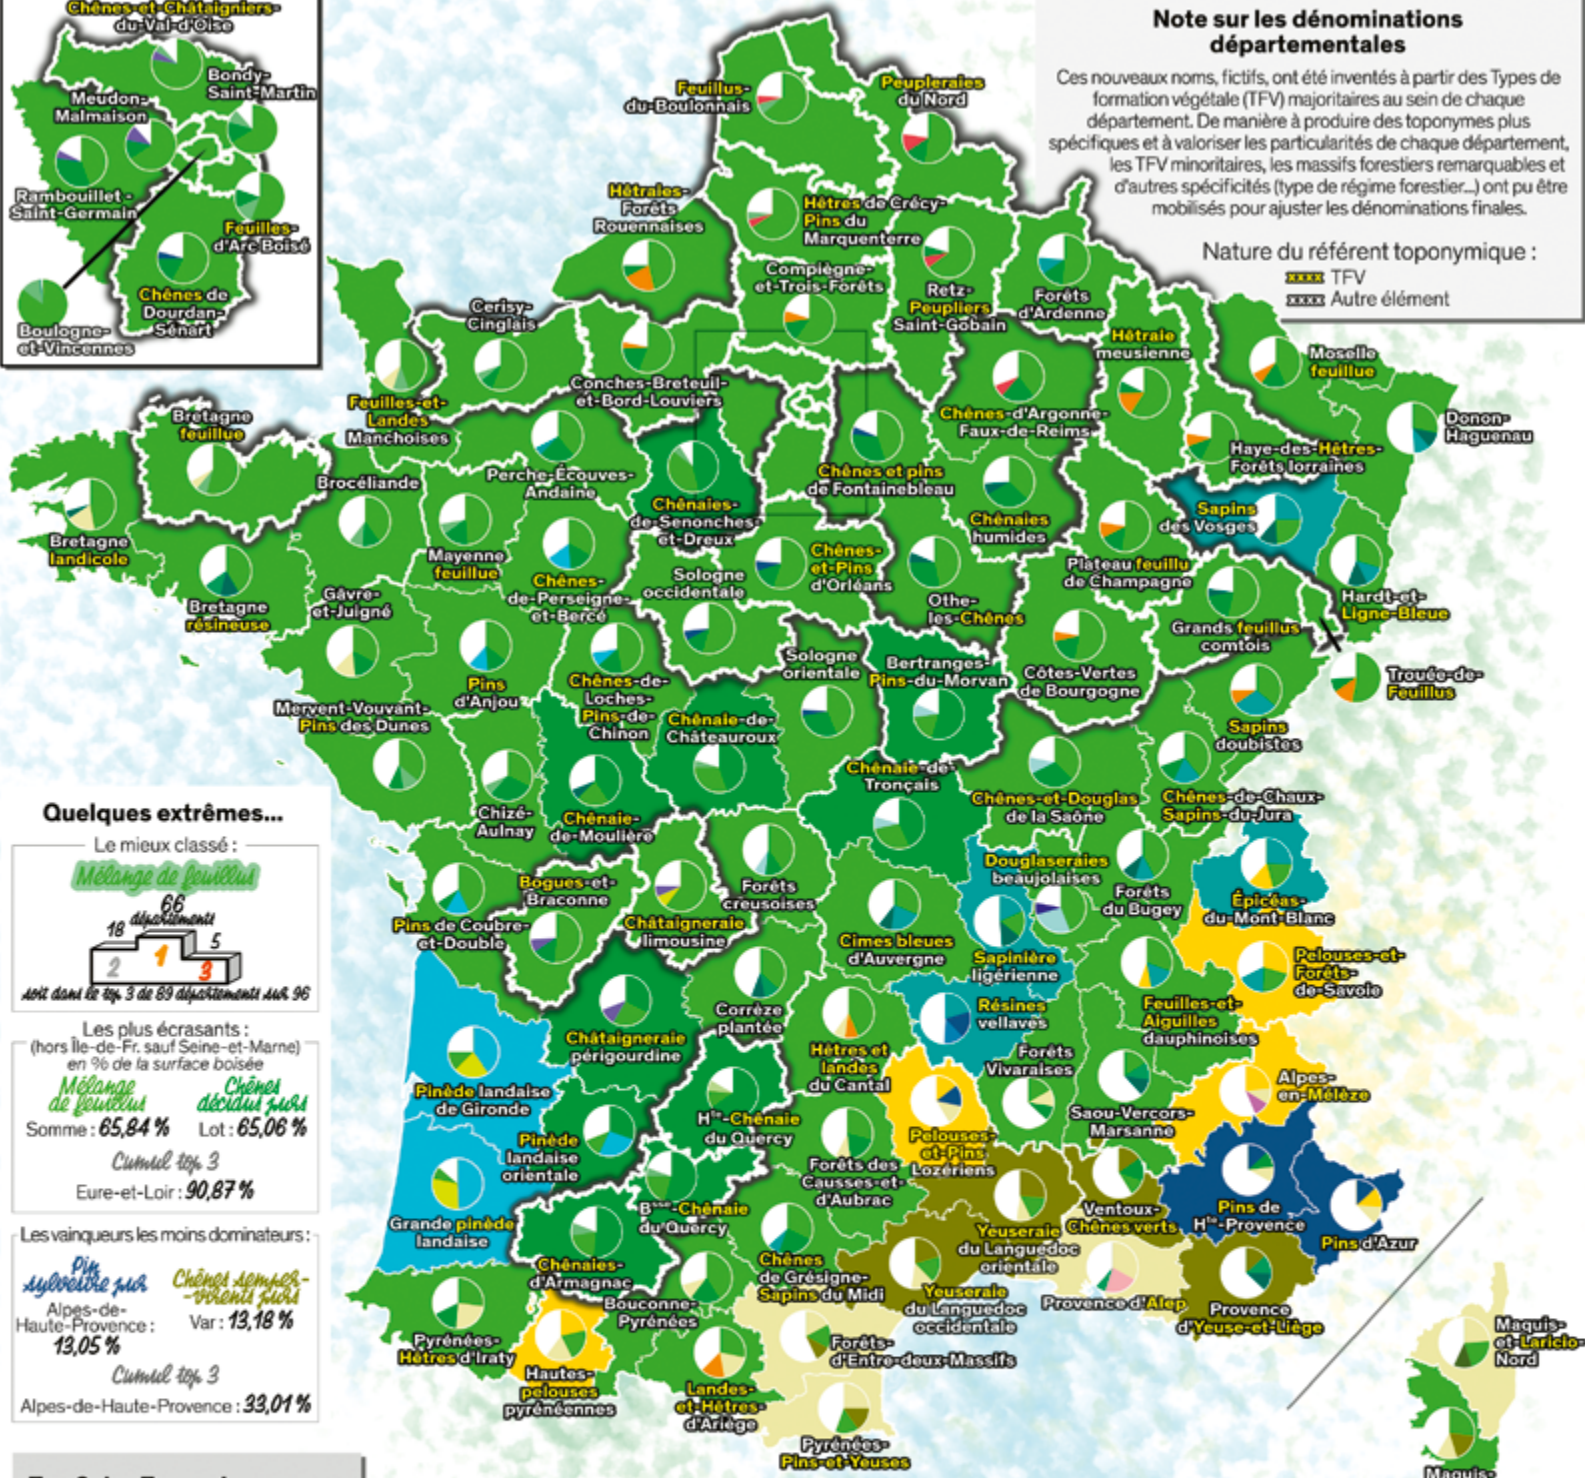 Chênes-et-Châtaigniers-
du-Val-d'Oise
Bondy-
Saint-Martin
Meudon-
Malmaison
Rambouillet-
Saint-Germain
Feuilles-
d'Arc Boisé
Chênes de
Dourdan-
Sénart
Boulogne-
et-Vincennes
Note sur les dénominations
départementales
Ces nouveaux noms, fictifs, ont été inventés à partir des Types de
formation végétale (TFV) majoritaires au sein de chaque
département. De manière à produire des toponymes plus
spécifiques et à valoriser les particularités de chaque département,
les TFV minoritaires, les massifs forestiers remarquables et
d'autres spécificités (type de régime forestier...) ont pu être
mobilisés pour ajuster les dénominations finales.
Nature du référent toponymique :
xxxx TFV
xxxx Autre élément
Feuillus-
du-Boulonnais
Peupleraies
du Nord
Hêtraies-
Forêts
Rouennaises
Hêtres de Crécy-
Pins du
Marquenterre
Compiègne-
et-Trois-Forêts
Retz-
Peupliers
Saint-Gobain
Forêts
d'Ardenne
Cerisy-
Cinglais
Hêtraie
meusienne
Moselle
feuillue
Conches-Breteuil-
et-Bord-Louviers
Feuilles-et-
Landes
Manchoises
Chênes-d'Argonne-
Faux-de-Reims
Donon-
Haguenau
Bretagne
feuillue
Haye-des-Hêtres-
Forêts lorraines
Brocéliande
Perche-Écouves-
Andaine
Chênes et pins
de Fontainebleau
Chênaies-
de-Senonches-
et-Dreux
Chênaies
humides
Sapins
des Vosges
Bretagne
landicole
Mayenne
feuillue
Chênes-
et-Pins
d'Orléans
Plateau feuillu
de Champagne
Bretagne
résineuse
Gâvre-
et-Juigné
Chênes-
de-Perseigne-
et-Bercé
Sologne
occidentale
Othe-
les-Chênes
Hardt-et-
Ligne-Bleue
Grands feuillus
comtois
Sologne
orientale
Bertranges-
Pins-du-Morvan
Côtes-Vertes
de Bourgogne
Trouée-de-
Feuillus
Pins
d'Anjou
Chênes-de-
Loches-
Pins-de-
Chinon
Mervent-Vouvant-
Pins des Dunes
Chênaie-de-
Châteauroux
Sapins
doubistes
Chênaie-de-
Tronçais
Chênes-et-Douglas
de la Saône
Chênes-de-Chaux-
Sapins-du-Jura
Chizé-
Aulnay
Chênaie-
de-Moulière
Quelques extrêmes...
Le mieux classé :
Mélange de feuillus
66
départements
18
5
2
1
3
soit dans le top 3 de 89 départements sur 96
Les plus écrasants :
(hors Île-de-Fr. sauf Seine-et-Marne)
en % de la surface boisée
Mélange
de feuillus
Somme : 65,84 %
Chênes
décidus purs
Lot : 65,06 %
Cumul top 3
Eure-et-Loir : 90,87 %
Les vainqueurs les moins dominateurs :
Pin
sylvestre pur
Alpes-de-
Haute-Provence :
13,05 %
Chênes semper-
-virents purs
Var : 13,18 %
Cumul top 3
Alpes-de-Haute-Provence : 33,01 %
Douglaseraies
beaujolaises
Forêts
du Bugey
Épicéas-
du-Mont-Blanc
Bogues-et-
Braconne
Forêts
creusoises
Pins de Coubre-
et-Double
Châtaigneraie
limousine
Cimes bleues
d'Auvergne
Sapinière
ligérienne
Pelouses-et-
Forêts-
de-Savoie
Corrèze
plantée
Résines
vellaves
Feuilles-et-
Aiguilles
dauphinoises
Châtaigneraie
périgourdine
Hêtres et
landes
du Cantal
Forêts
Vivaraises
Pinède landaise
de Gironde
Alpes-
en-Mélèze
Hte-Chênaie
du Quercy
Saou-Vercors-
Marsanne
Pinède
landaise
orientale
Pelouses-
et-Pins
Lozériens
Forêts des
Causses-et-
d'Aubrac
Grande pinède
landaise
Bsse-Chênaie
du Quercy
Yeuseraie
du Languedoc
orientale
Ventoux-
Chênes verts
Pins de
Hte-Provence
Pins d'Azur
Chênaies-
d'Armagnac
Chênes
de Grésigne-
Sapins du Midi
Yeuseraie
du Languedoc
occidentale
Provence d'Alep
Provence
d'Yeuse-et-Liège
Bouconne-
Pyrénées
Pyrénées-
Hêtres d'Iraty
Forêts-
d'Entre-deux-Massifs
Maquis-
et-Laricio-
Nord
Hautes-
pelouses
pyrénéennes
Landes-
et-Hêtres-
d'Ariège
Pyrénées-
Pins-et-Yeuses
Maquis-